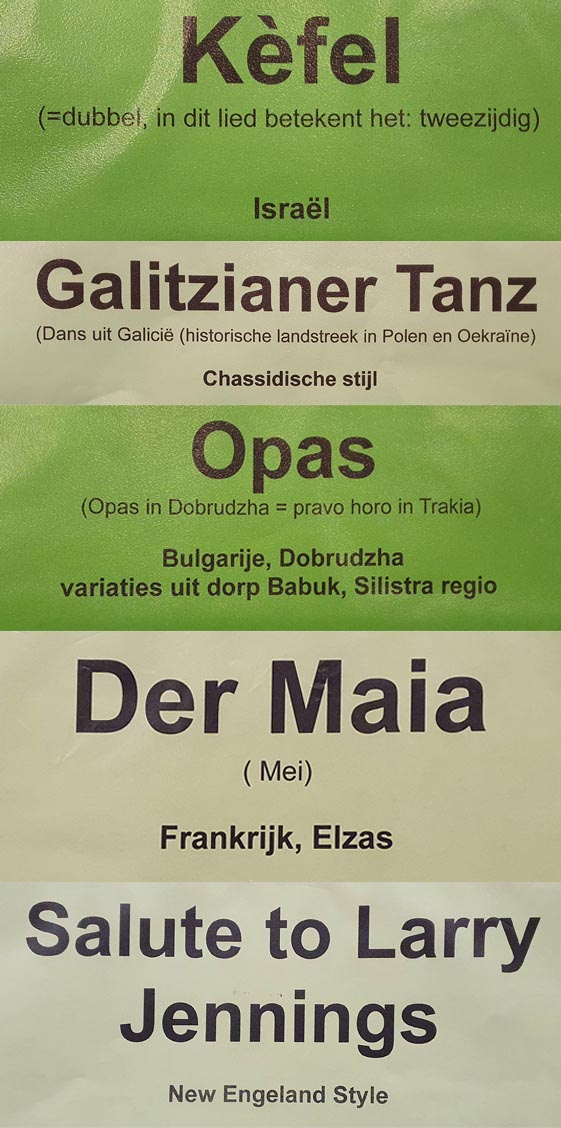 Kèfel
(=dubbel, in dit lied betekent het: tweezijdig)
Israël
Galitzianer Tanz
(Dans uit Galicië (historische landstreek in Polen en Oekraïne)
Chassidische stijl
Opas
(Opas in Dobrudzha = pravo horo in Trakia)
Bulgarije, Dobrudzha
variaties uit dorp Babuk, Silistra regio
Der Maia
( Mei)
Frankrijk, Elzas
Salute to Larry
Jennings
New Engeland Style